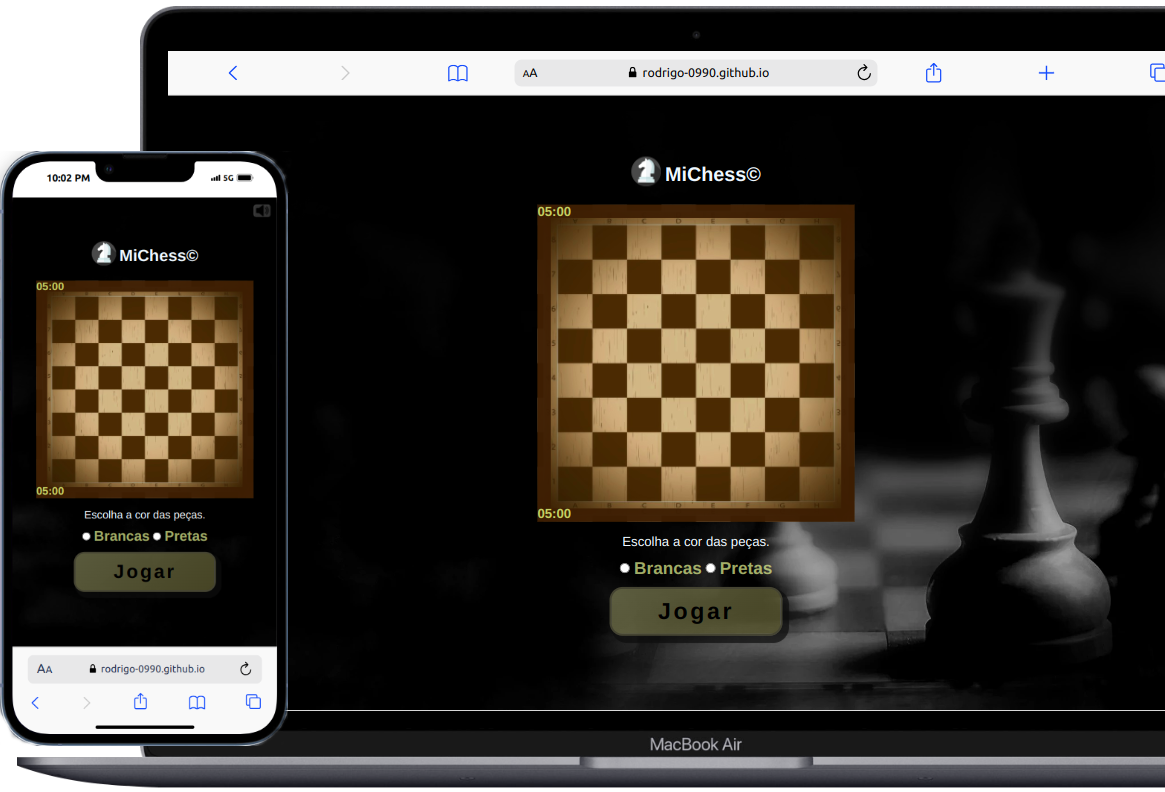 AA rodrigo-0990.github.io
MiChess©
05:00
05:00
Escolha a cor das peças.
Brancas Pretas
Jogar
MacBook Air
10:02 PM 5G
MiChess©
05:00
05:00
Escolha a cor das peças.
Brancas Pretas
Jogar
AA rodrigo-0990.github.io